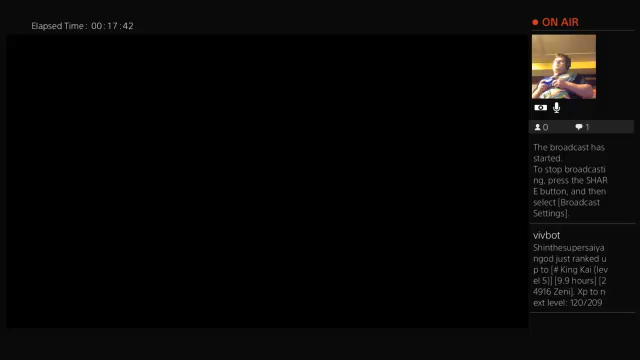 Elapsed Time: 00:17:42
ON AIR
0
1
The broadcast has
started.
To stop broadcasti
ng, press the SHAR
E button, and then
select [Broadcast
Settings].
vivbot
Shinthesupersaiya
ngod just ranked u
p to [# King Kai (lev
el 5)] [9.9 hours] [2
4916 Zeni]. Xp to n
ext level: 120/209